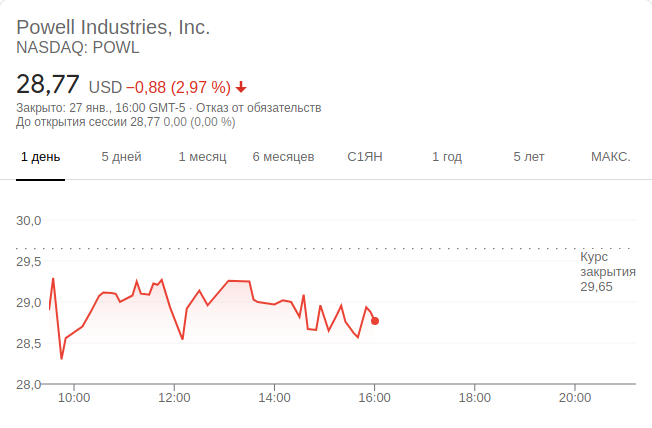 Powell Industries, Inc.
NASDAQ: POWL
28,77 USD −0,88 (2,97 %)
Закрыто: 27 янв., 16:00 GMT-5 · Отказ от обязательств
До открытия сессии 28,77 0,00 (0,00 %)
1 день 5 дней 1 месяц 6 месяцев С1ЯН 1 год 5 лет МАКС.
30,0
29,5
29,0
28,5
28,0
Курс
закрытия
29,65
10:00 12:00 14:00 16:00 18:00 20:00